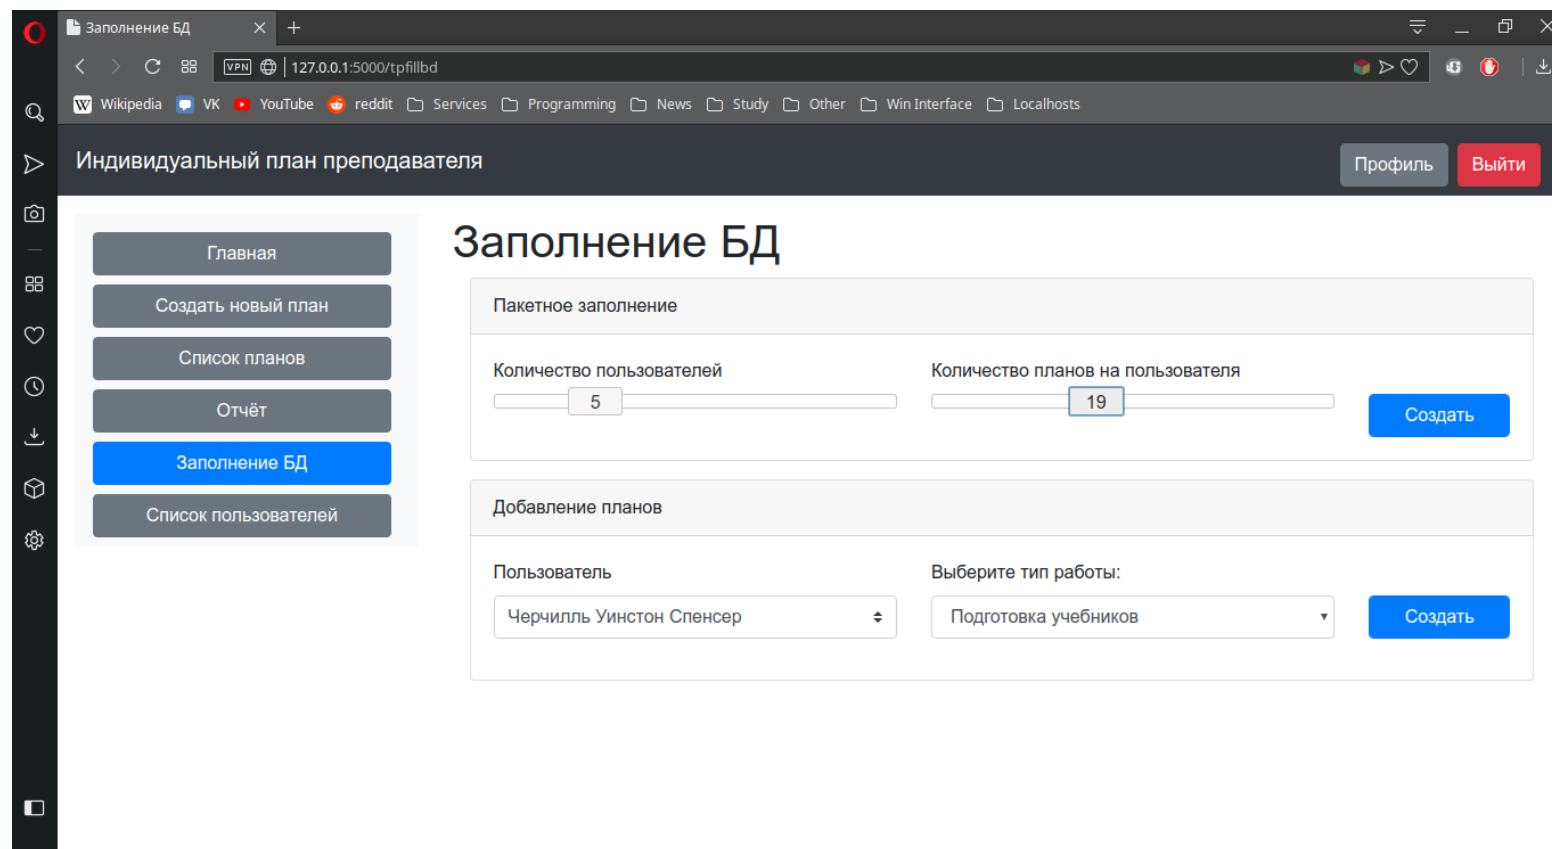 Заполнение БД
VPN 127.0.0.1:5000/tpfillbd
Wikipedia VK YouTube reddit Services Programming News Study Other Win Interface Localhosts
Индивидуальный план преподавателя Профиль Выйти
Главная
Создать новый план
Список планов
Отчёт
Заполнение БД
Список пользователей
Заполнение БД
Пакетное заполнение
Количество пользователей Количество планов на пользователя
5 19 Создать
Добавление планов
Пользователь Выберите тип работы:
Черчилль Уинстон Спенсер Подготовка учебников Создать